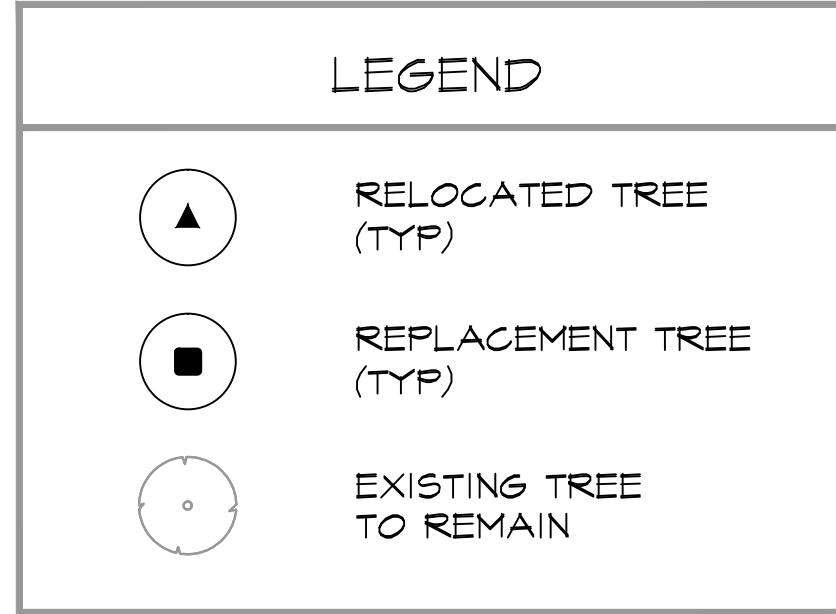 LEGEND
RELOCATED TREE
(TYP)
REPLACEMENT TREE
(TYP)
EXISTING TREE
TO REMAIN